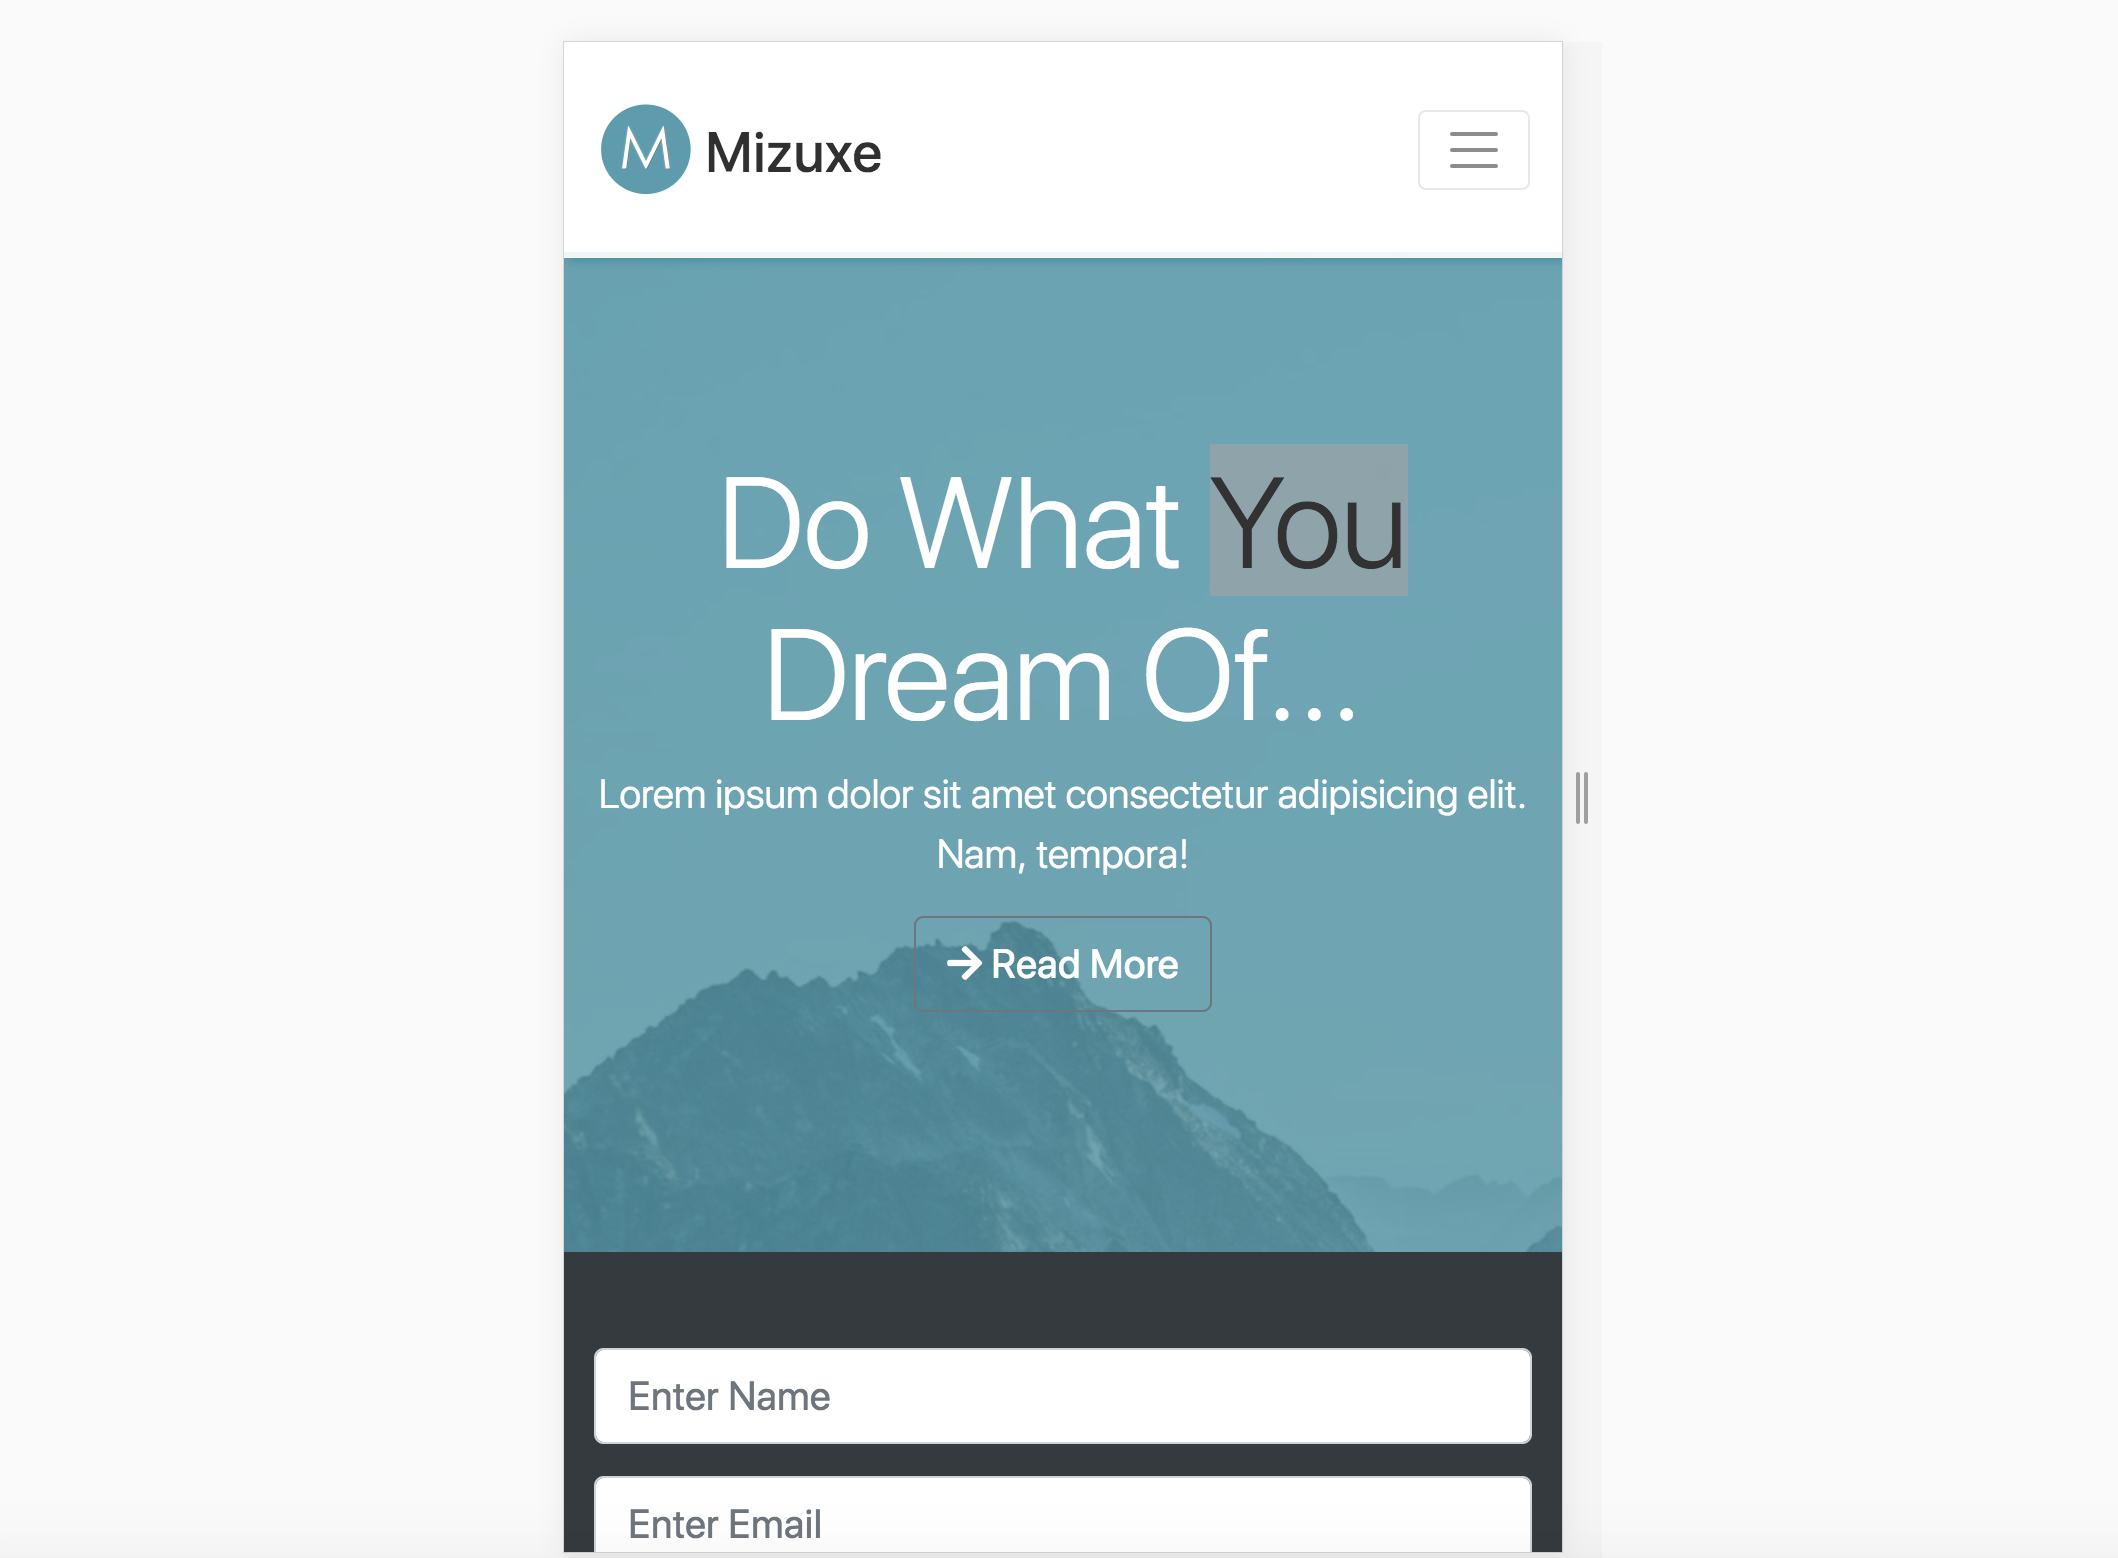 M Mizuxe
Do What You
Dream Of...
Lorem ipsum dolor sit amet consectetur adipisicing elit.
Nam, tempora!
Read More
Enter Name
Enter Email